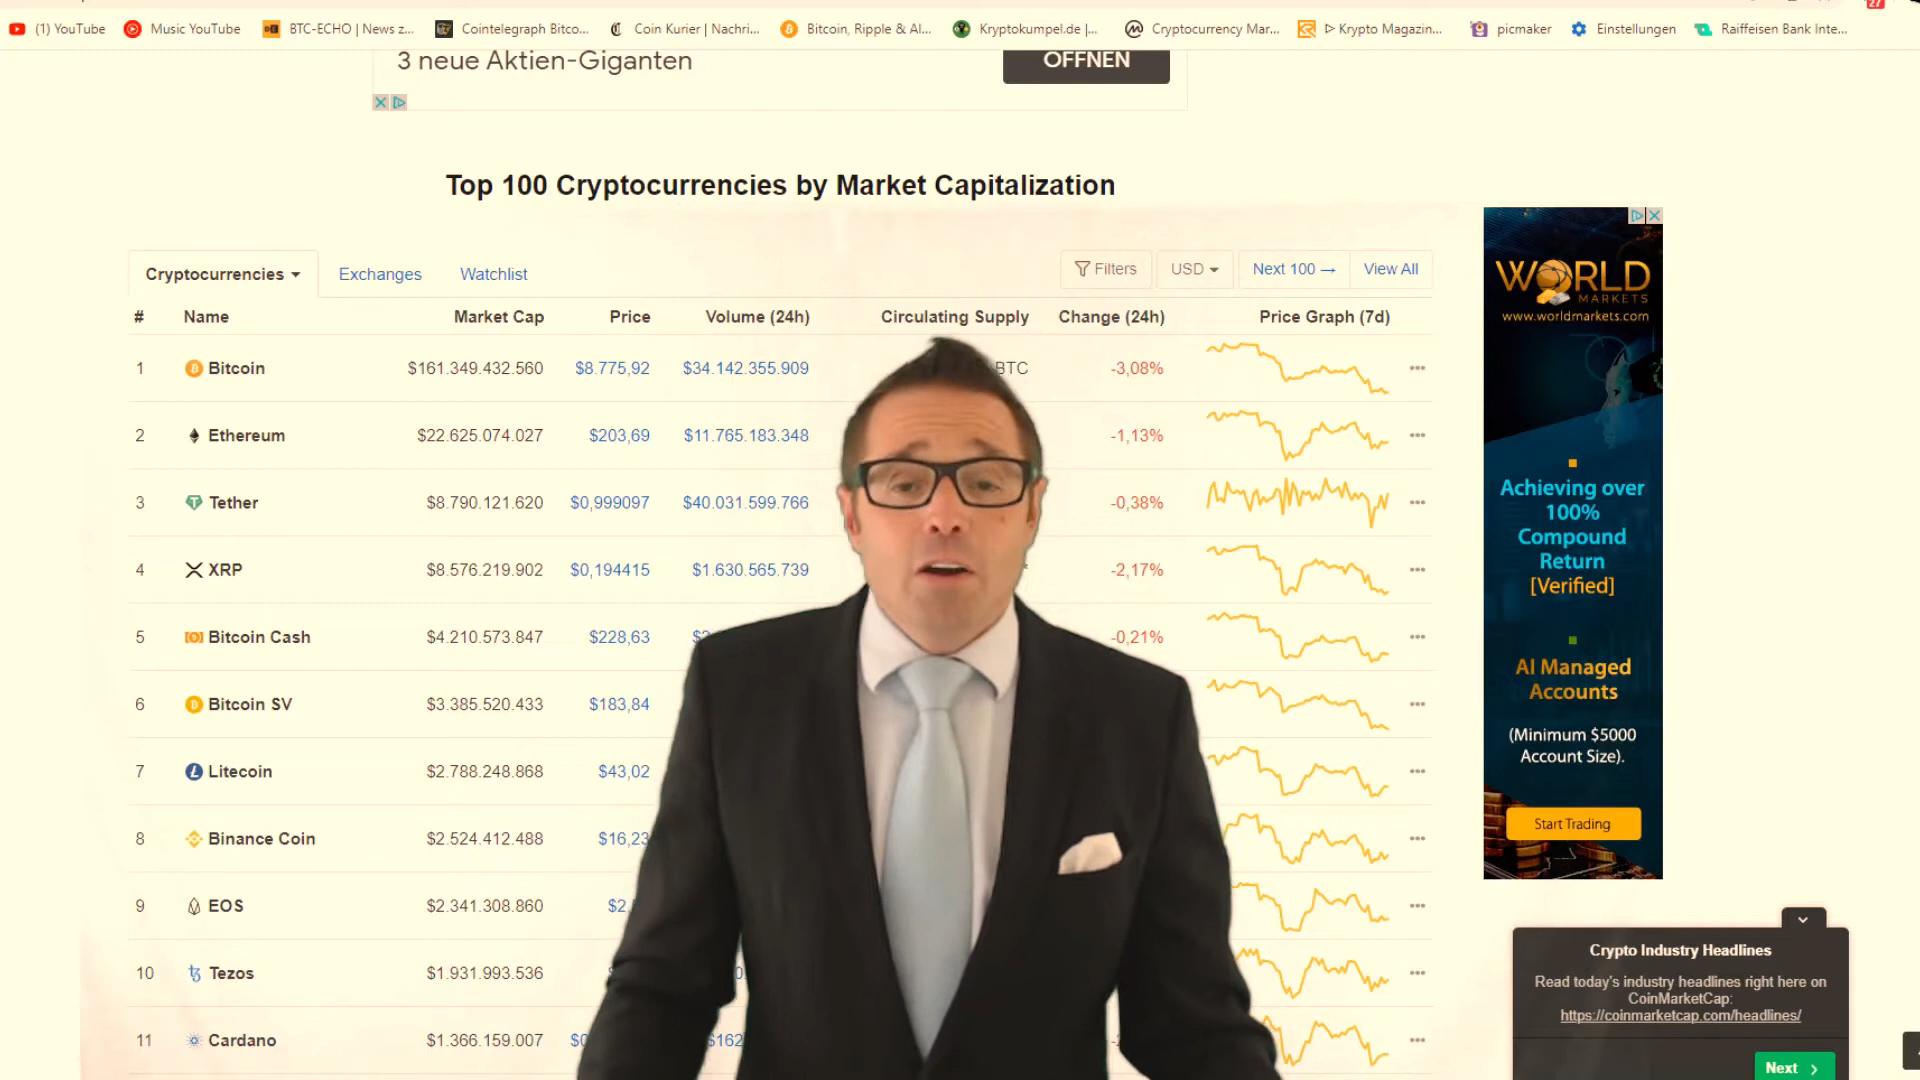 (1) YouTube Music YouTube BTC-ECHO | News z... Cointelegraph Bitco... Coin Kurier | Nachri... Bitcoin, Ripple & Al... Kryptokumpel.de |... Cryptocurrency Mar... ▷ Krypto Magazin... picmaker Einstellungen Raiffeisen Bank Inte...
27
3 neue Aktien-Giganten
ÖFFNEN
Top 100 Cryptocurrencies by Market Capitalization
Cryptocurrencies Exchanges Watchlist Filters USD Next 100 → View All
# Name Market Cap Price Volume (24h) Circulating Supply Change (24h) Price Graph (7d)
1 Bitcoin $161.349.432.560 $8.775,92 $34.142.355.909 BTC -3,08%
2 Ethereum $22.625.074.027 $203,69 $11.765.183.348 -1,13%
3 Tether $8.790.121.620 $0,999097 $40.031.599.766 -0,38%
4 XRP $8.576.219.902 $0,194415 $1.630.565.739 * -2,17%
5 Bitcoin Cash $4.210.573.847 $228,63 -0,21%
6 Bitcoin SV $3.385.520.433 $183,84
7 Litecoin $2.788.248.868 $43,02
8 Binance Coin $2.524.412.488 $16,23
9 EOS $2.341.308.860 $2,
10 Tezos $1.931.993.536
11 Cardano $1.366.159.007 $0 $162
WORLD
MARKETS
www.worldmarkets.com
Achieving over
100%
Compound
Return
[Verified]
AI Managed
Accounts
(Minimum $5000
Account Size).
Start Trading
Crypto Industry Headlines
Read today's industry headlines right here on
CoinMarketCap:
https://coinmarketcap.com/headlines/
Next